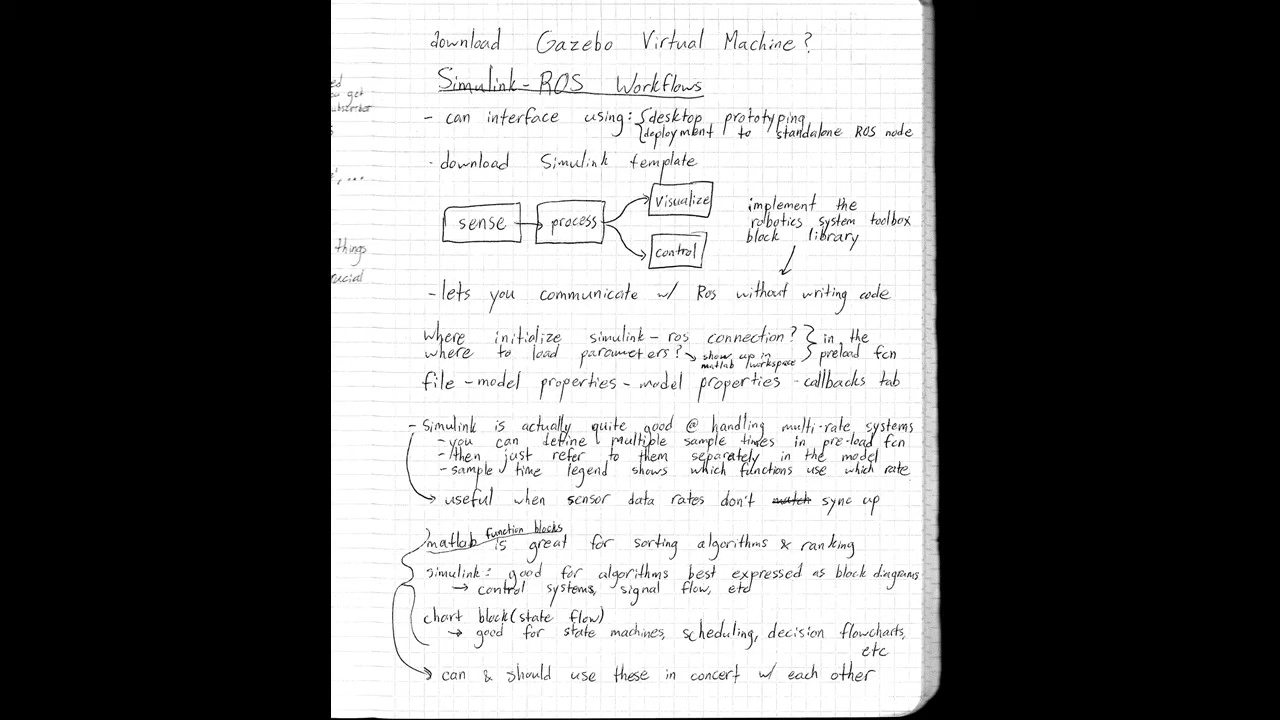 download Gazebo Virtual Machine?
Simulink-ROS Workflows
- can interface using: { desktop prototyping
{ deployment to standalone ROS node
- download Simulink template
sense
process
visualize
control
implement the
robotics system toolbox
block library
- lets you communicate w/ Ros without writing code
where initialize simulink-ros connection? } in the
where to load parameters? } preload fcn
show up in
matlab workspace
file - model properties - model properties - callbacks tab
- Simulink is actually quite good @ handling multi-rate systems
- you can define multiple sample times in pre-load fcn
- then just refer to them separately in the model
- sample time legend shows which functions use which rate
→ useful when sensor data rates don't match sync up
function blocks
matlab is great for sorting algorithms & ranking
simulink: good for algorithms best expressed as block diagrams
→ control systems, signal flow, etc
chart block (state flow)
→ good for state machines, scheduling, decision flowcharts,
etc
→ can & should use these in concert w/ each other
ed
ou get
ubscriber
s
', ...
things
rucial